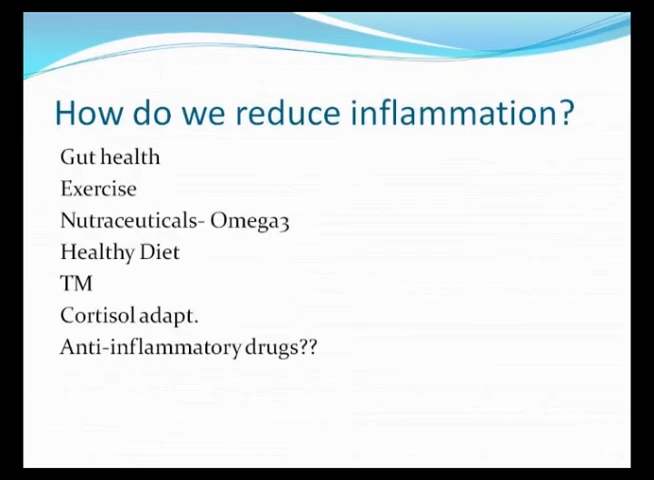 How do we reduce inflammation?
Gut health
Exercise
Nutraceuticals- Omega3
Healthy Diet
TM
Cortisol adapt.
Anti-inflammatory drugs??